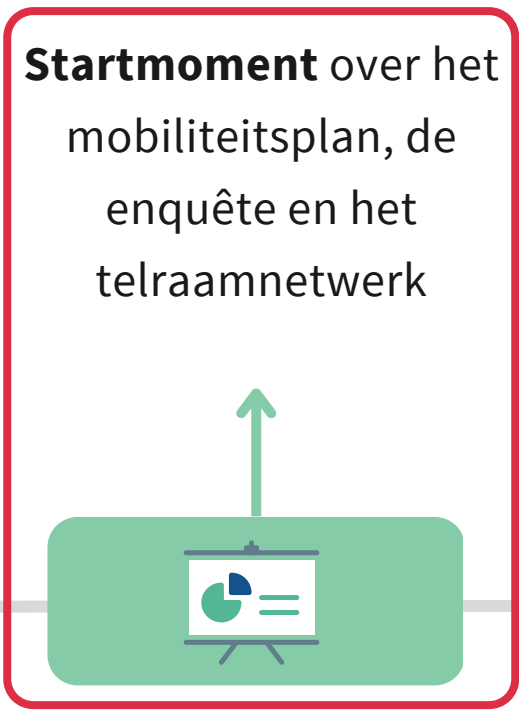 Startmoment over het
mobiliteitsplan, de
enquête en het
telraamnetwerk